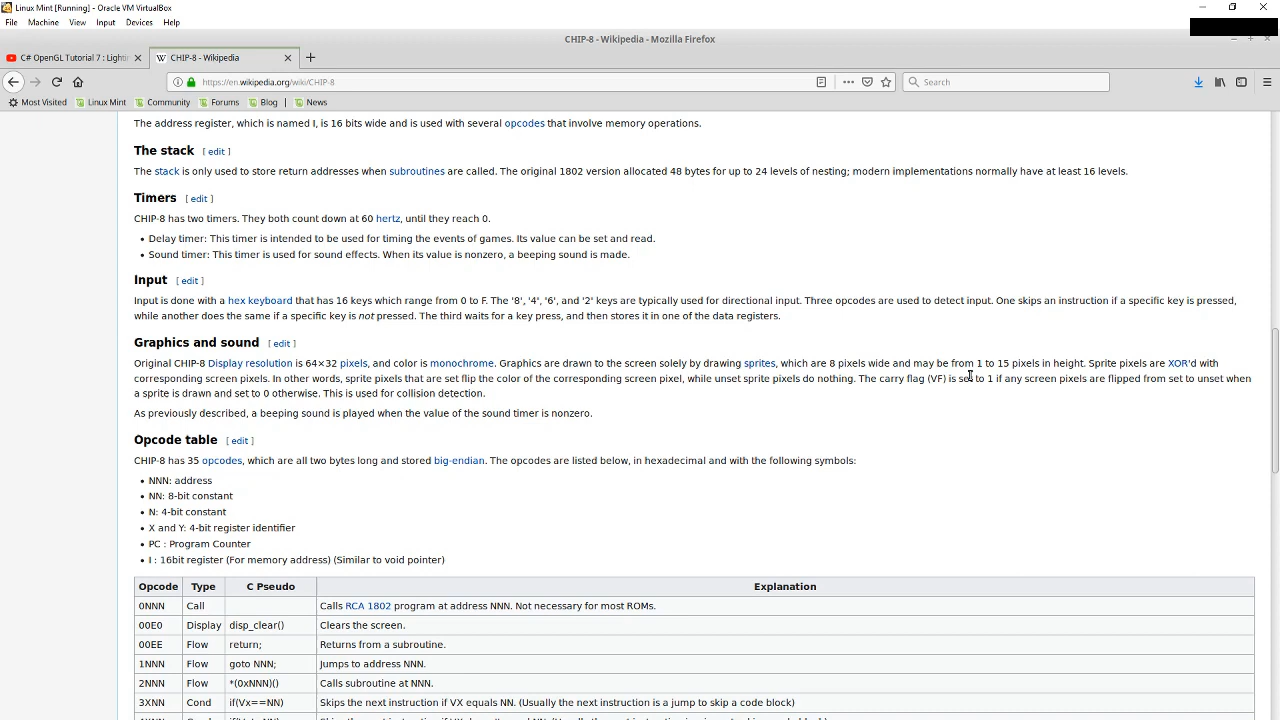 Linux Mint [Running] - Oracle VM VirtualBox
File Machine View Input Devices Help
CHIP-8 - Wikipedia - Mozilla Firefox
C# OpenGL Tutorial 7 : Light
CHIP-8 - Wikipedia
https://en.wikipedia.org/wiki/CHIP-8
Search
Most Visited Linux Mint Community Forums Blog News
The address register, which is named I, is 16 bits wide and is used with several opcodes that involve memory operations.
The stack [ edit ]
The stack is only used to store return addresses when subroutines are called. The original 1802 version allocated 48 bytes for up to 24 levels of nesting; modern implementations normally have at least 16 levels.
Timers [ edit ]
CHIP-8 has two timers. They both count down at 60 hertz, until they reach 0.
• Delay timer: This timer is intended to be used for timing the events of games. Its value can be set and read.
• Sound timer: This timer is used for sound effects. When its value is nonzero, a beeping sound is made.
Input [ edit ]
Input is done with a hex keyboard that has 16 keys which range from 0 to F. The '8', '4', '6', and '2' keys are typically used for directional input. Three opcodes are used to detect input. One skips an instruction if a specific key is pressed,
while another does the same if a specific key is not pressed. The third waits for a key press, and then stores it in one of the data registers.
Graphics and sound [ edit ]
Original CHIP-8 Display resolution is 64×32 pixels, and color is monochrome. Graphics are drawn to the screen solely by drawing sprites, which are 8 pixels wide and may be from 1 to 15 pixels in height. Sprite pixels are XOR'd with
corresponding screen pixels. In other words, sprite pixels that are set flip the color of the corresponding screen pixel, while unset sprite pixels do nothing. The carry flag (VF) is set to 1 if any screen pixels are flipped from set to unset when
a sprite is drawn and set to 0 otherwise. This is used for collision detection.
As previously described, a beeping sound is played when the value of the sound timer is nonzero.
Opcode table [ edit ]
CHIP-8 has 35 opcodes, which are all two bytes long and stored big-endian. The opcodes are listed below, in hexadecimal and with the following symbols:
• NNN: address
• NN: 8-bit constant
• N: 4-bit constant
• X and Y: 4-bit register identifier
• PC : Program Counter
• I : 16bit register (For memory address) (Similar to void pointer)
Opcode Type C Pseudo Explanation
0NNN Call Calls RCA 1802 program at address NNN. Not necessary for most ROMs.
00E0 Display disp_clear() Clears the screen.
00EE Flow return; Returns from a subroutine.
1NNN Flow goto NNN; Jumps to address NNN.
2NNN Flow *(0xNNN)() Calls subroutine at NNN.
3XNN Cond if(Vx==NN) Skips the next instruction if VX equals NN. (Usually the next instruction is a jump to skip a code block)